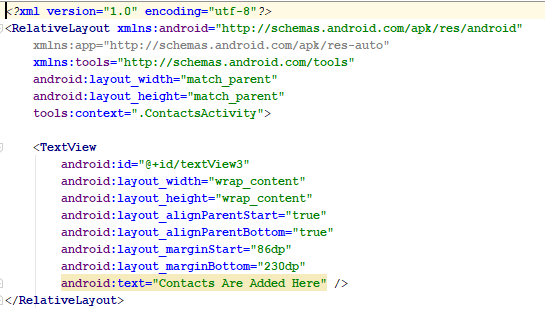 <?xml version="1.0" encoding="utf-8"?>
<RelativeLayout xmlns:android="http://schemas.android.com/apk/res/android"
    xmlns:app="http://schemas.android.com/apk/res-auto"
    xmlns:tools="http://schemas.android.com/tools"
    android:layout_width="match_parent"
    android:layout_height="match_parent"
    tools:context=".ContactsActivity">

    <TextView
        android:id="@+id/textView3"
        android:layout_width="wrap_content"
        android:layout_height="wrap_content"
        android:layout_alignParentStart="true"
        android:layout_alignParentBottom="true"
        android:layout_marginStart="86dp"
        android:layout_marginBottom="230dp"
        android:text="Contacts Are Added Here" />
</RelativeLayout>